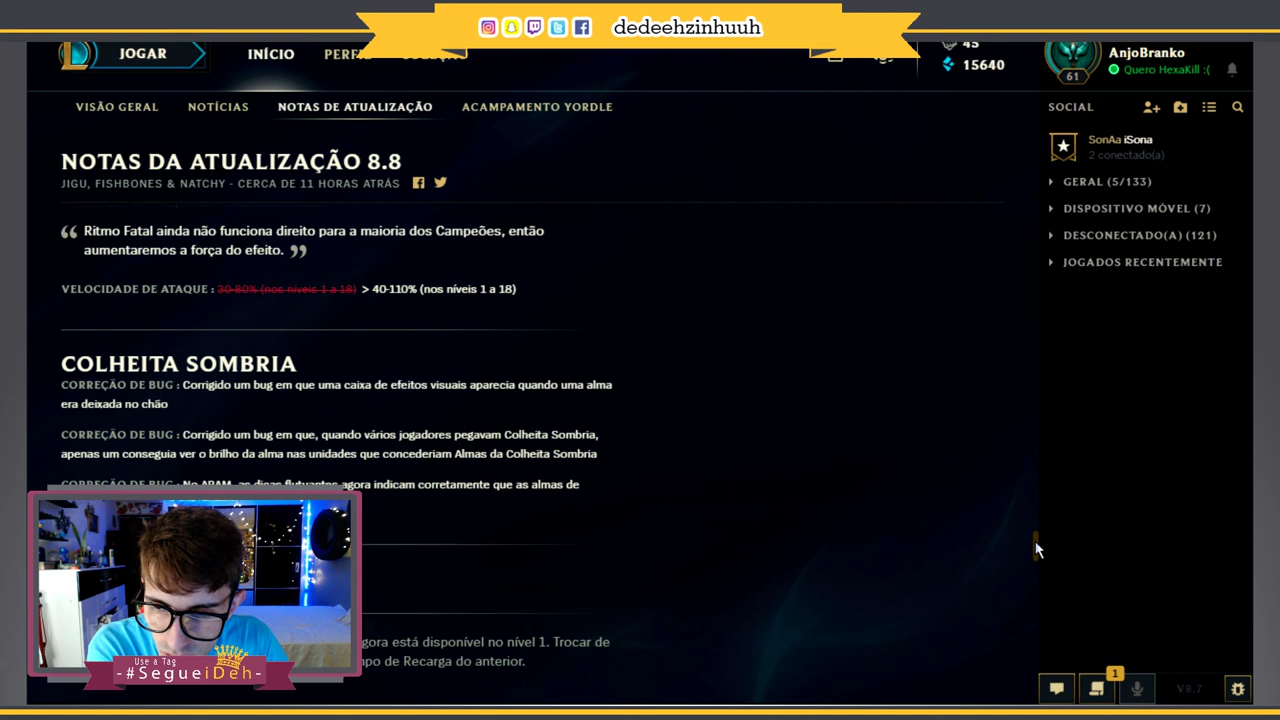 dedeehzinhuuh
JOGAR
INÍCIO
45
15640
AnjoBranko
Quero HexaKill :(
61
VISÃO GERAL
NOTÍCIAS
NOTAS DE ATUALIZAÇÃO
ACAMPAMENTO YORDLE
SOCIAL
NOTAS DA ATUALIZAÇÃO 8.8
JIGU, FISHBONES & NATCHY - CERCA DE 11 HORAS ATRÁS
SonAa iSona
2 conectado(a)
GERAL (5/133)
DISPOSITIVO MÓVEL (7)
DESCONECTADO(A) (121)
JOGADOS RECENTEMENTE
“ Ritmo Fatal ainda não funciona direito para a maioria dos Campeões, então
aumentaremos a força do efeito. ”
VELOCIDADE DE ATAQUE : 30-80% (nos níveis 1 a 18) > 40-110% (nos níveis 1 a 18)
COLHEITA SOMBRIA
CORREÇÃO DE BUG : Corrigido um bug em que uma caixa de efeitos visuais aparecia quando uma alma
era deixada no chão
CORREÇÃO DE BUG : Corrigido um bug em que, quando vários jogadores pegavam Colheita Sombria,
apenas um conseguia ver o brilho da alma nas unidades que concederiam Almas da Colheita Sombria
CORREÇÃO DE BUG : No ARAM, as dicas flutuantes agora indicam corretamente que as almas de
agora está disponível no nível 1. Trocar de
de Recarga do anterior.
Use a Tag
-#SegueiDeh-
1
V8.7